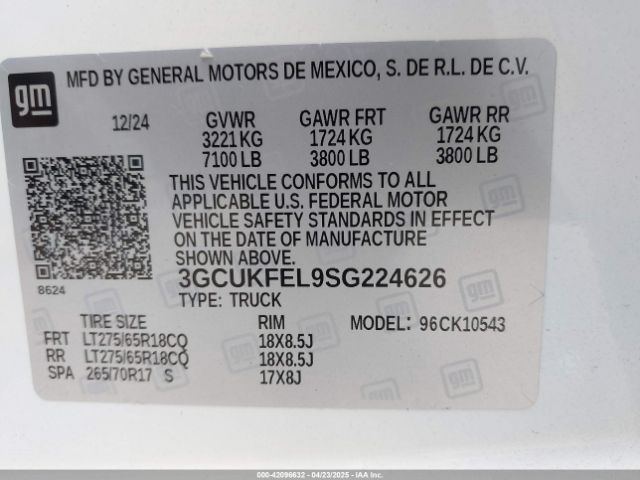 gm
MFD BY GENERAL MOTORS DE MEXICO, S. DE R.L. DE C.V.
12/24 GVWR GAWR FRT GAWR RR
3221 KG 1724 KG 1724 KG
7100 LB 3800 LB 3800 LB
THIS VEHICLE CONFORMS TO ALL
APPLICABLE U.S. FEDERAL MOTOR
VEHICLE SAFETY STANDARDS IN EFFECT
ON THE DATE OF MANUFACTURE
SHOWN ABOVE.
8624
3GCUKFEL9SG224626
TYPE: TRUCK
TIRE SIZE RIM MODEL: 96CK10543
FRT LT275/65R18CQ 18X8.5J
RR LT275/65R18CQ 18X8.5J
SPA 265/70R17 S 17X8J
000-42096632 - 04/23/2025 - IAAI.COM